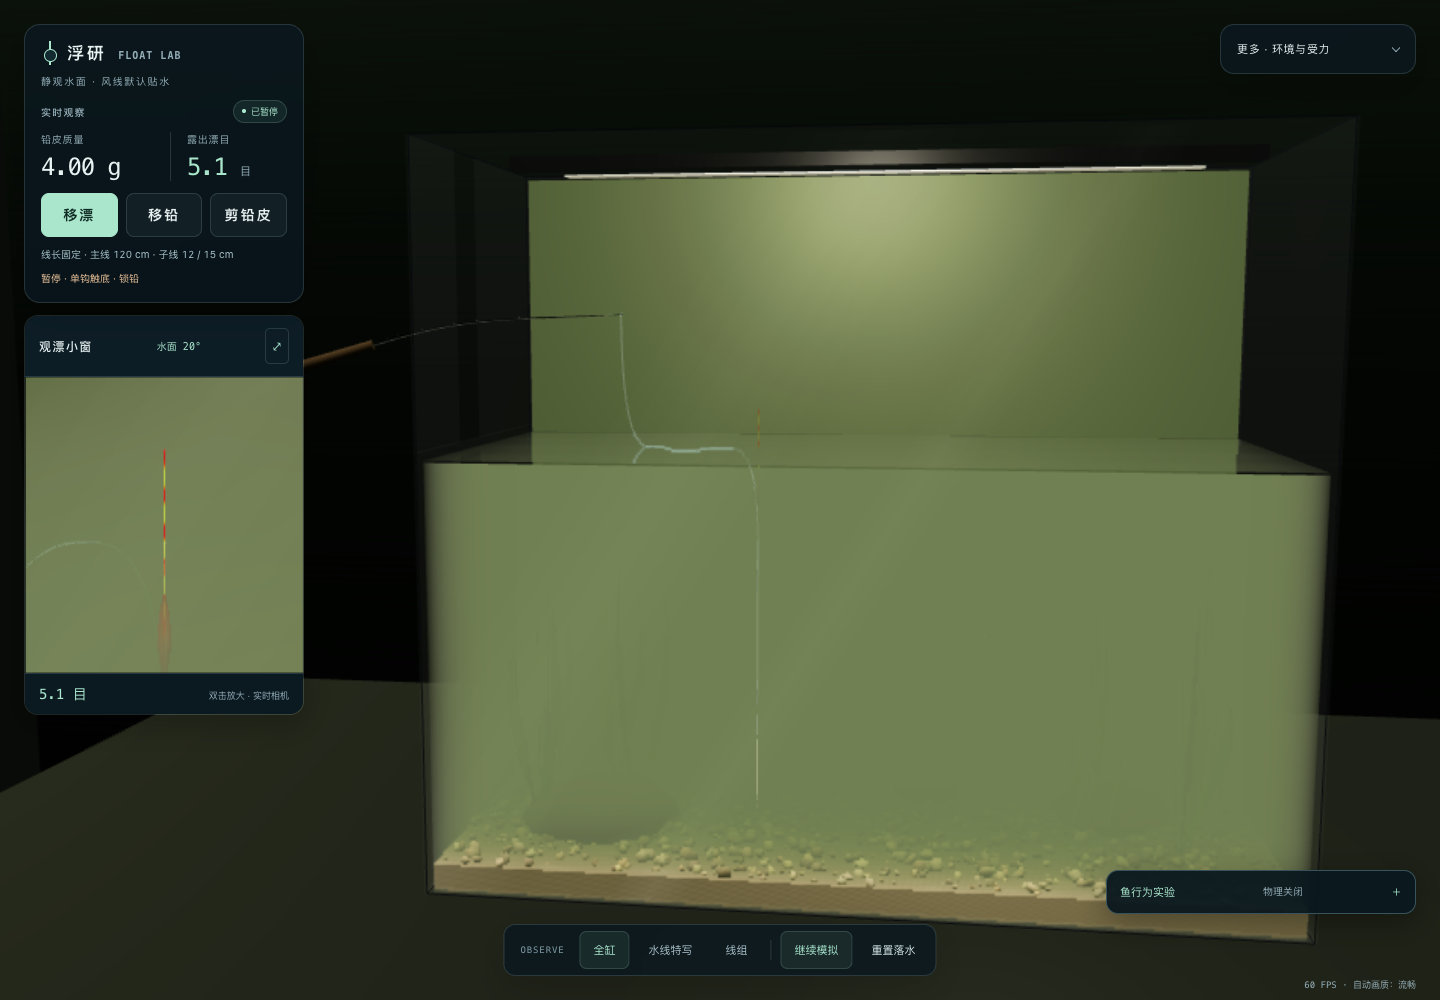 浮研 FLOAT LAB
静观水面 · 风线默认贴水
实时观察
已暂停
铅皮质量
4.00 g
露出漂目
5.1 目
移漂
移铅
剪铅皮
线长固定 · 主线 120 cm · 子线 12 / 15 cm
暂停 · 单钩触底 · 锁铅
观漂小窗
水面 20°
5.1 目
双击放大 · 实时相机
更多 · 环境与受力
鱼行为实验
物理关闭
+
OBSERVE
全缸
水线特写
线组
继续模拟
重置落水
60 FPS · 自动画质: 流畅